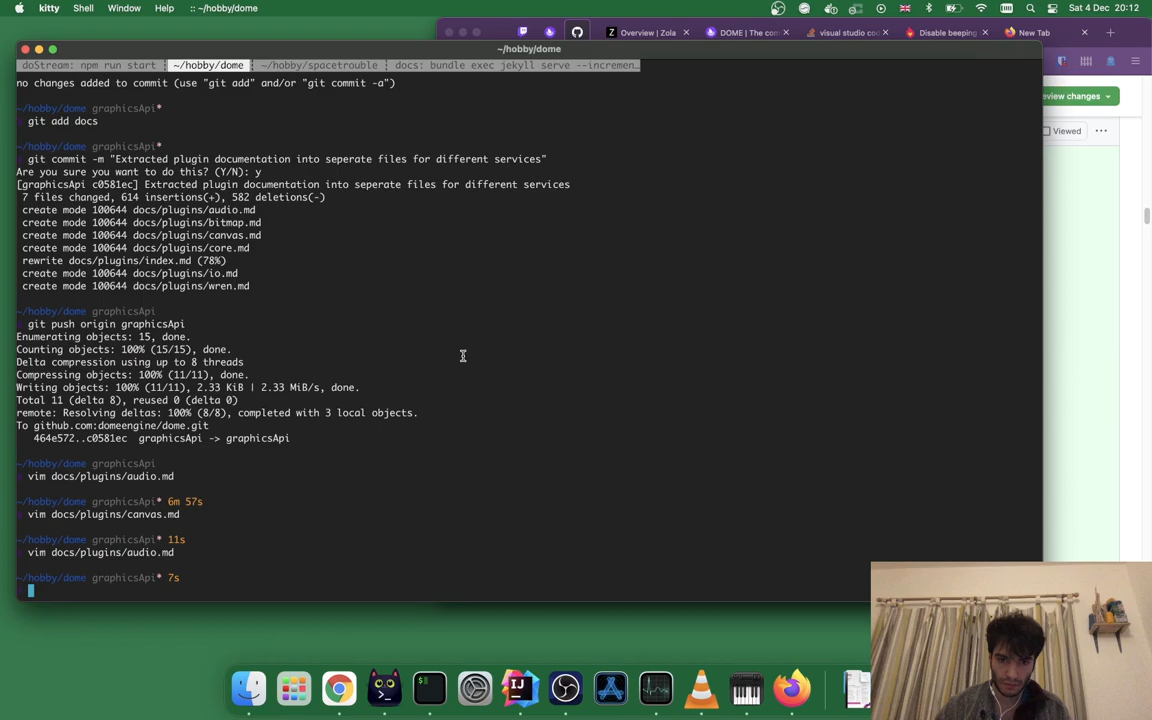 kitty Shell Window Help :: ~/hobby/dome Sat 4 Dec 20:12
Overview | Zola DOME | The com visual studio co Disable beeping New Tab
~/hobby/dome
doStream: npm run start ~/hobby/dome ~/hobby/spacetrouble docs: bundle exec jekyll serve --incremen…
no changes added to commit (use "git add" and/or "git commit -a")
eview changes
~/hobby/dome graphicsApi*
git add docs
Viewed
~/hobby/dome graphicsApi*
git commit -m "Extracted plugin documentation into seperate files for different services"
Are you sure you want to do this? (Y/N): y
[graphicsApi c0581ec] Extracted plugin documentation into seperate files for different services
7 files changed, 614 insertions(+), 582 deletions(-)
create mode 100644 docs/plugins/audio.md
create mode 100644 docs/plugins/bitmap.md
create mode 100644 docs/plugins/canvas.md
create mode 100644 docs/plugins/core.md
rewrite docs/plugins/index.md (78%)
create mode 100644 docs/plugins/io.md
create mode 100644 docs/plugins/wren.md
~/hobby/dome graphicsApi
git push origin graphicsApi
Enumerating objects: 15, done.
Counting objects: 100% (15/15), done.
Delta compression using up to 8 threads
Compressing objects: 100% (11/11), done.
Writing objects: 100% (11/11), 2.33 KiB | 2.33 MiB/s, done.
Total 11 (delta 8), reused 0 (delta 0)
remote: Resolving deltas: 100% (8/8), completed with 3 local objects.
To github.com:domeengine/dome.git
464e572..c0581ec graphicsApi -> graphicsApi
~/hobby/dome graphicsApi
vim docs/plugins/audio.md
~/hobby/dome graphicsApi* 6m 57s
vim docs/plugins/canvas.md
~/hobby/dome graphicsApi* 11s
vim docs/plugins/audio.md
~/hobby/dome graphicsApi* 7s